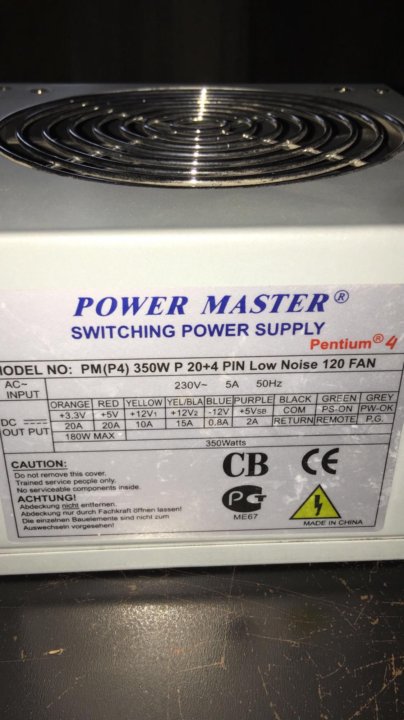 POWER MASTER®
SWITCHING POWER SUPPLY
Pentium® 4
MODEL NO: PM(P4) 350W P 20+4 PIN Low Noise 120 FAN
AC~ INPUT 230V~ 5A 50Hz
ORANGE RED YELLOW YEL/BLA BLUE PURPLE BLACK GREEN GREY
DC OUT PUT +3.3V +5V +12V1 +12V2 -12V +5VSB COM PS-ON PW-OK
20A 20A 10A 15A 0.8A 2A RETURN REMOTE P.G.
180W MAX
350Watts
CAUTION:
Do not remove this cover.
Trained service people only.
No serviceable components inside.
ACHTUNG!
Abdeckung nicht entfernen.
Abdeckung nur durch Fachkraft öffnen lassen!
Die einzelnen Bauelemente sind nicht zum
Auswechseln vorgesehen!
CB CE
PG
ME67
MADE IN CHINA